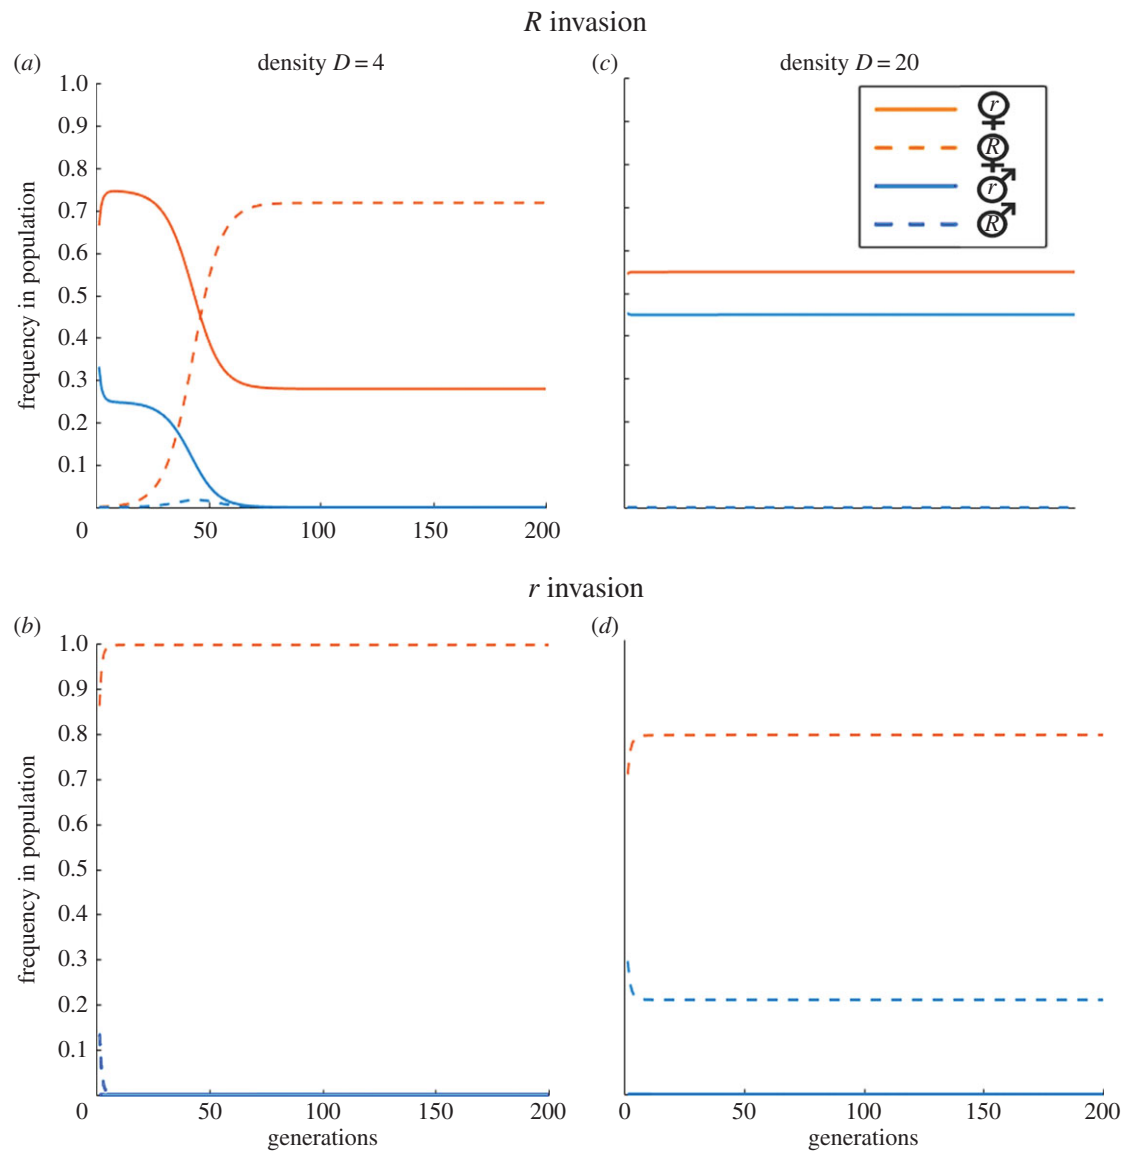 R invasion
(a)
density D = 4
1.0
0.9
0.8
0.7
0.6
0.5
0.4
0.3
0.2
0.1
0
50
100
150
200
frequency in population
(c)
density D = 20
r
R
r
R
r invasion
(b)
1.0
0.9
0.8
0.7
0.6
0.5
0.4
0.3
0.2
0.1
0
50
100
150
200
frequency in population
generations
(d)
0
50
100
150
200
generations